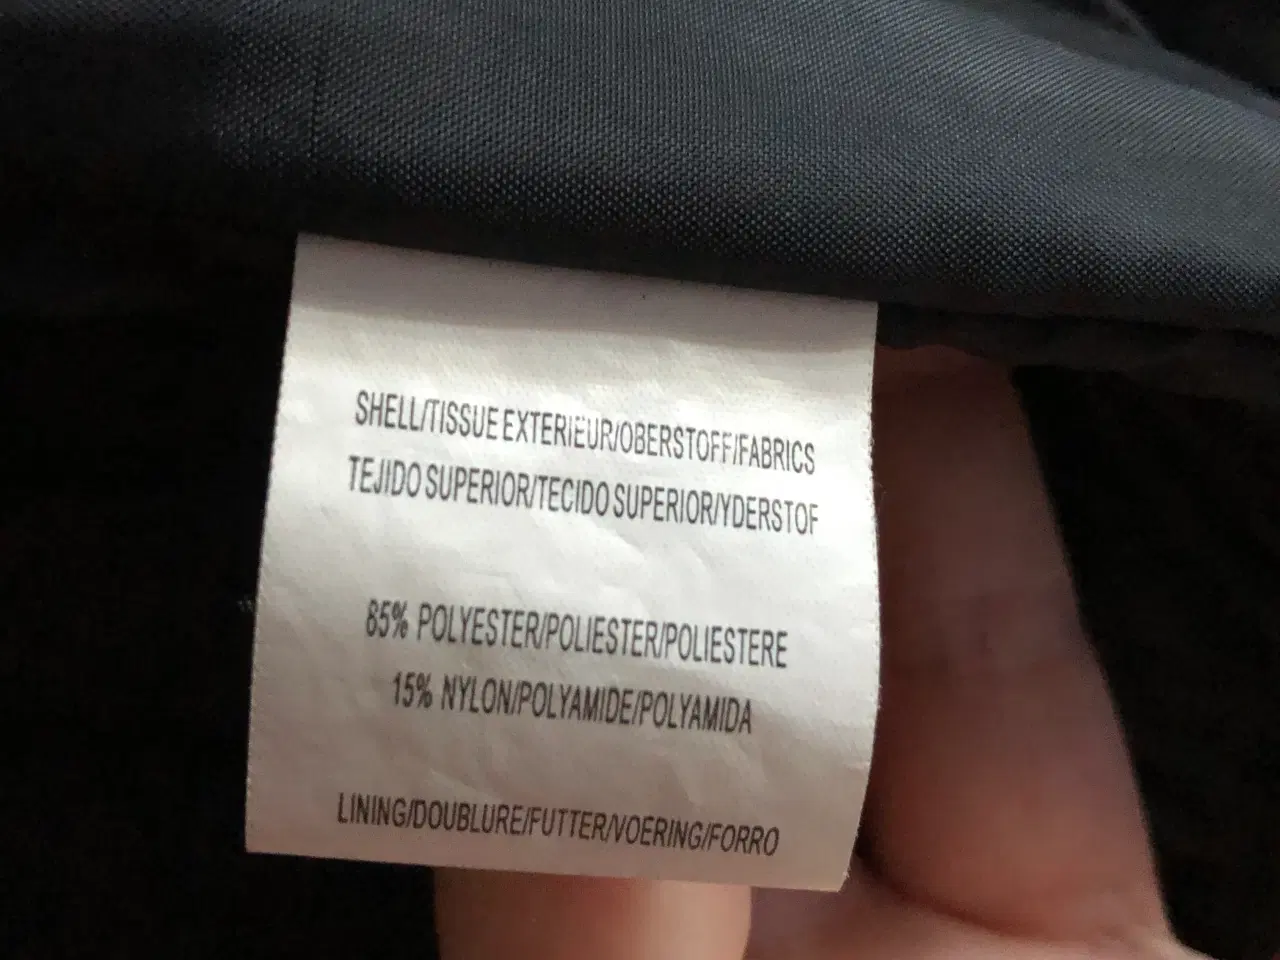 SHELL/TISSUE EXTERIEUR/OBERSTOFF/FABRICS
TEJIDO SUPERIOR/TECIDO SUPERIOR/YDERSTOF
85% POLYESTER/POLIESTER/POLIESTERE
15% NYLON/POLYAMIDE/POLYAMIDA
LINING/DOUBLURE/FUTTER/VOERING/FORRO